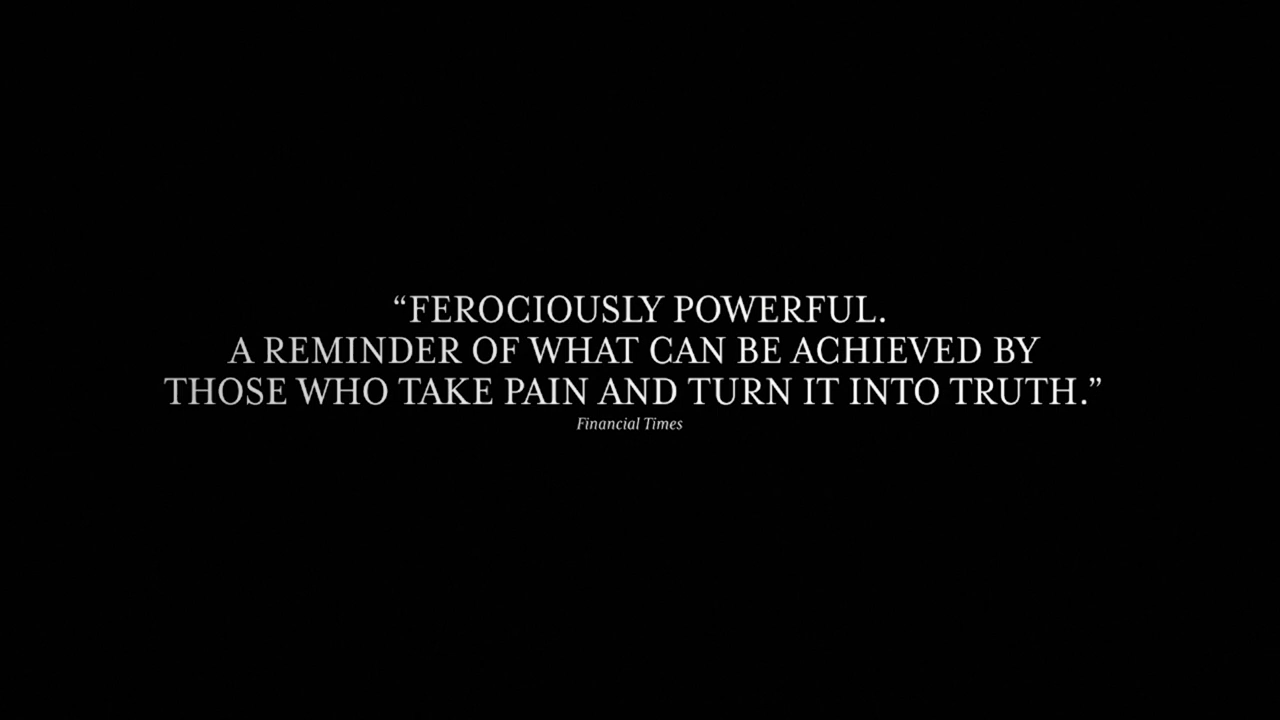 “FEROCIOUSLY POWERFUL.
A REMINDER OF WHAT CAN BE ACHIEVED BY
THOSE WHO TAKE PAIN AND TURN IT INTO TRUTH.”
Financial Times